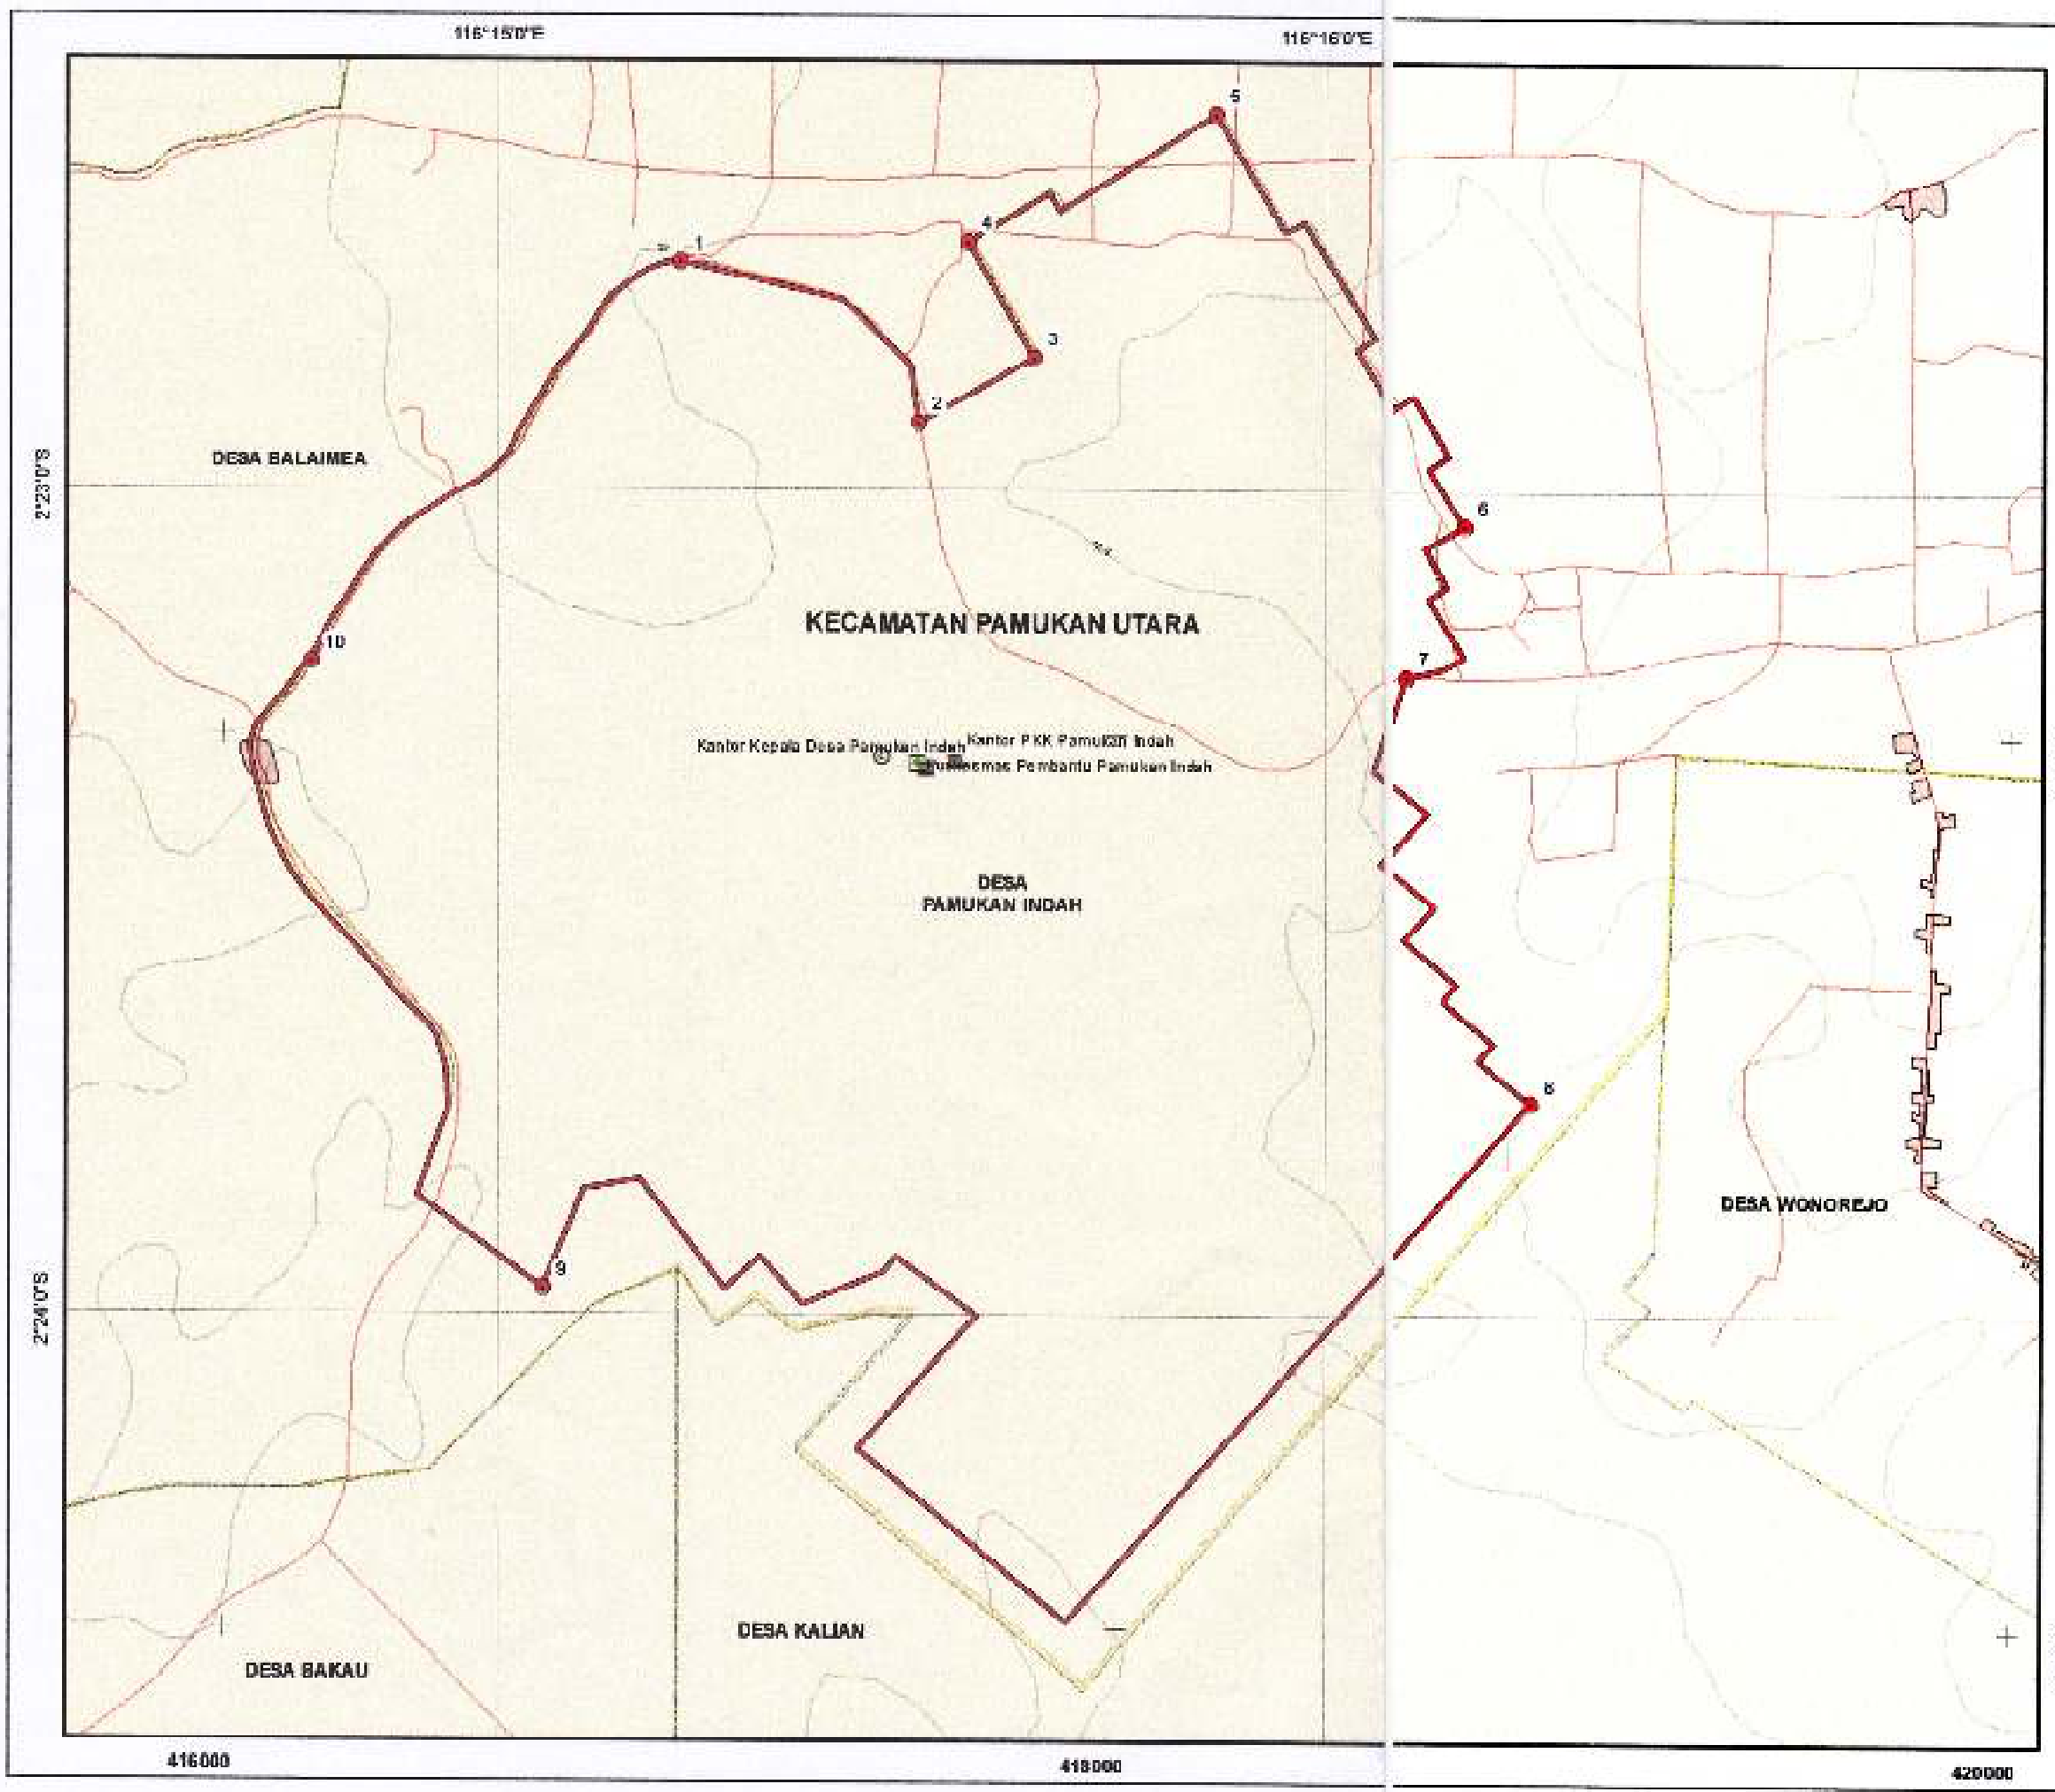 116°15'0"E
116°16'0"E
5
4
1
3
2
DESA BALAIMEA
2°23'0"S
6
KECAMATAN PAMUKAN UTARA
10
7
Kantor Kepala Desa Pamukan Indah
Kantor PKK Pamukan Indah
Puskesmas Pembantu Pamukan Indah
DESA
PAMUKAN INDAH
8
DESA WONOREJO
9
2°24'0"S
DESA KALIAN
DESA BAKAU
416000
418000
420000